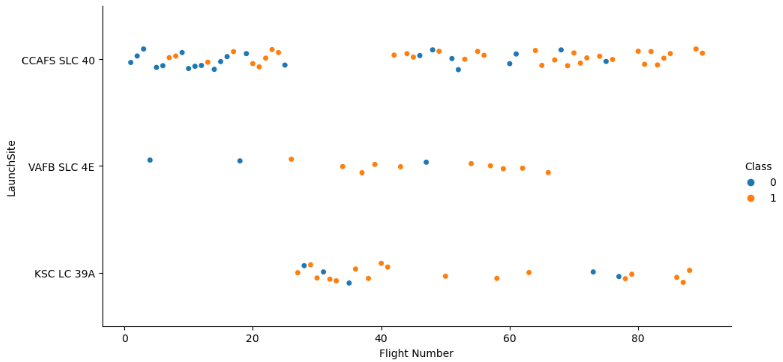 CCAFS SLC 40
VAFB SLC 4E
KSC LC 39A
LaunchSite
0
20
40
60
80
Flight Number
Class
0
1